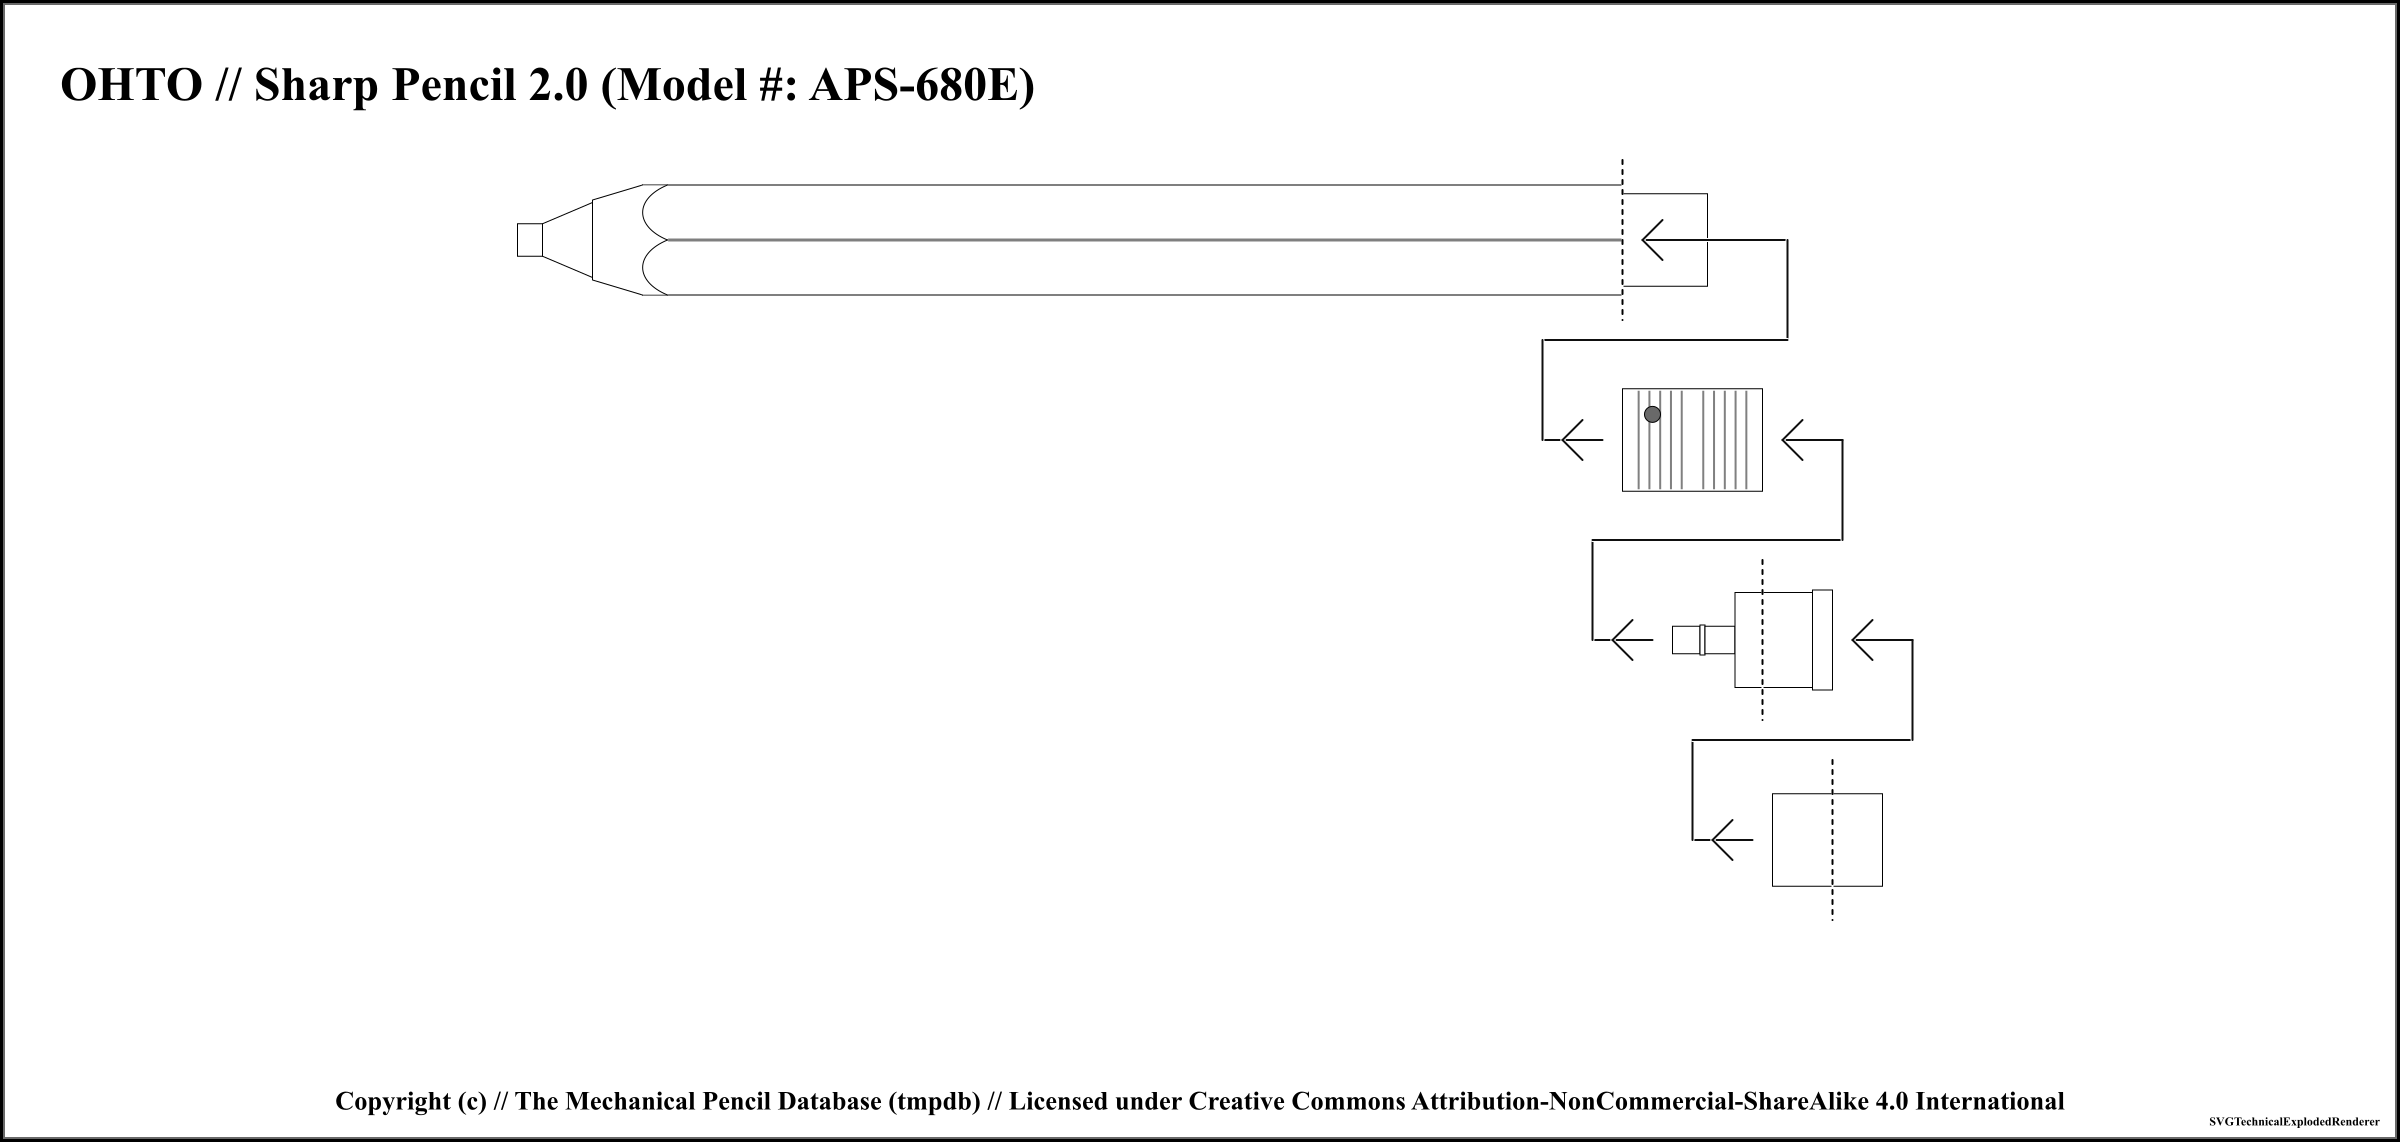 OHTO // Sharp Pencil 2.0 (Model #: APS-680E)
Copyright (c) // The Mechanical Pencil Database (tmpdb) // Licensed under Creative Commons Attribution-NonCommercial-ShareAlike 4.0 International
SVGTechnicalExplodedRenderer